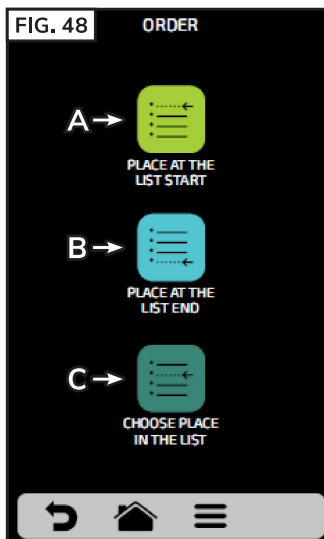 FIG. 48
ORDER
A
PLACE AT THE
LIST START
B
PLACE AT THE
LIST END
C
CHOOSE PLACE
IN THE LIST